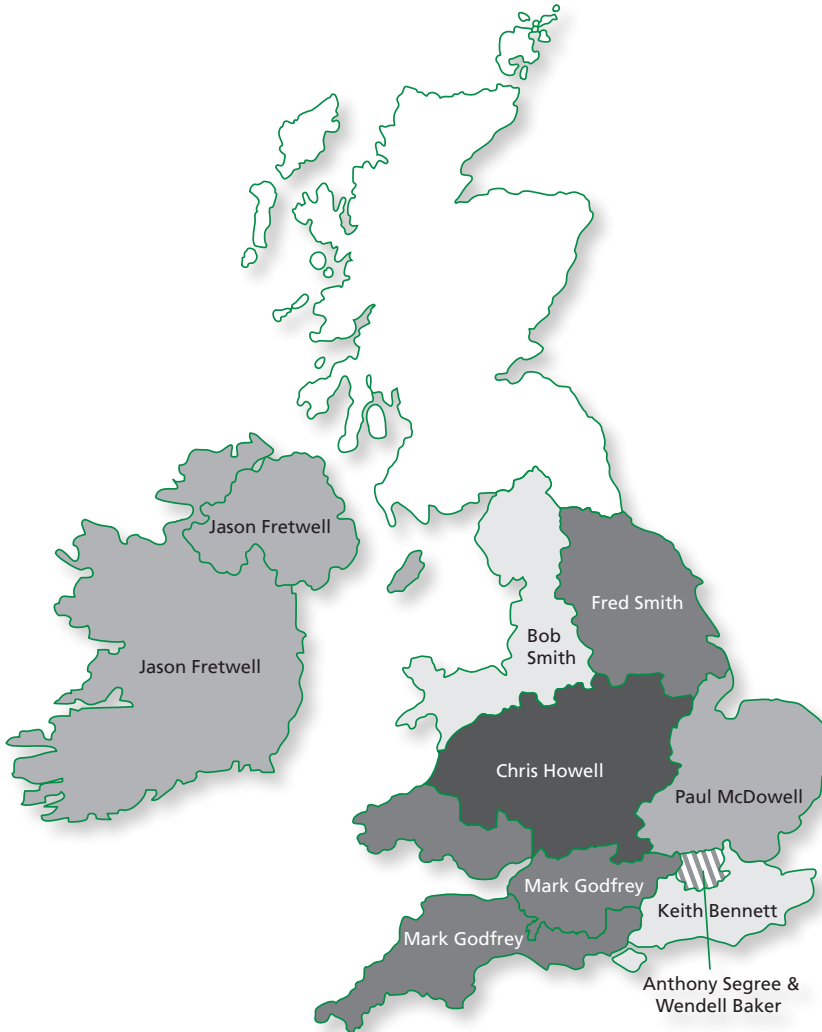 Jason Fretwell
Fred Smith
Bob
Smith
Jason Fretwell
Chris Howell
Paul McDowell
Mark Godfrey
Keith Bennett
Mark Godfrey
Anthony Segree &
Wendell Baker